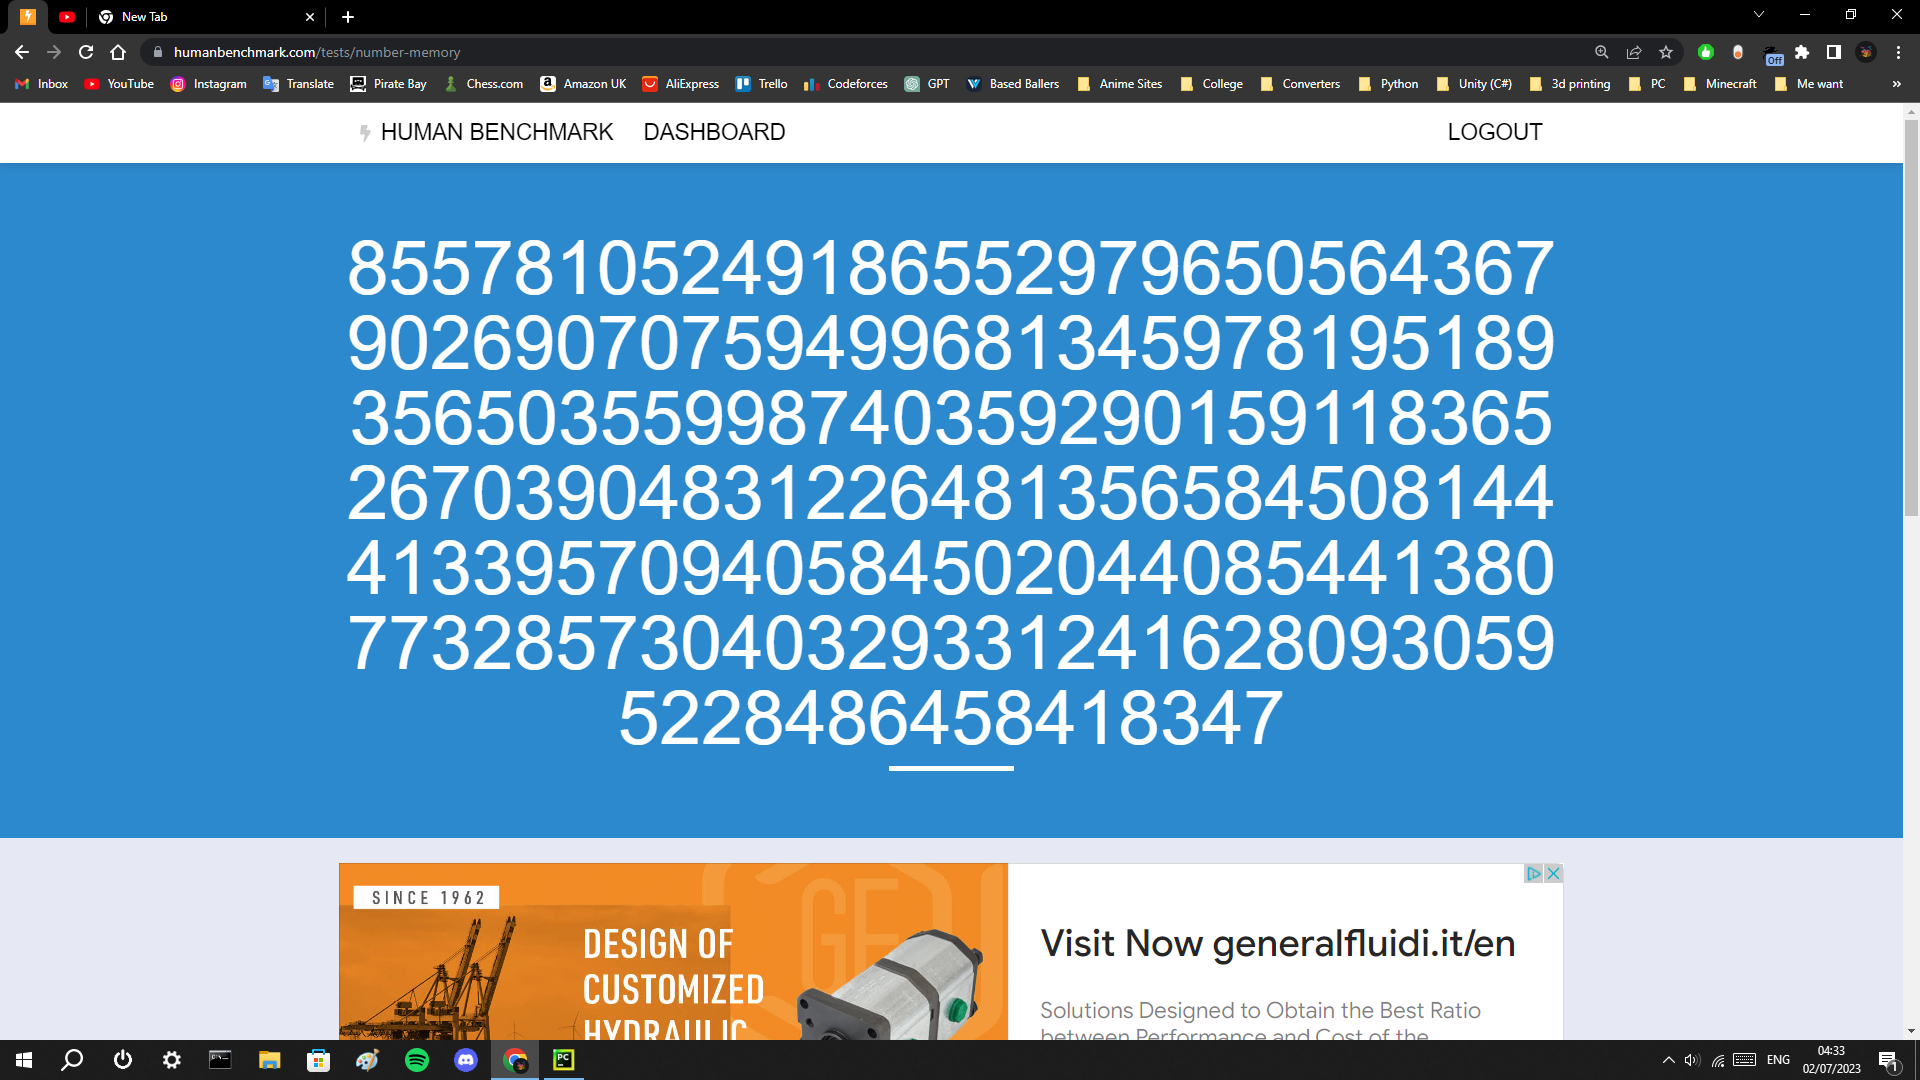 New Tab
humanbenchmark.com/tests/number-memory
Off
Inbox YouTube Instagram Translate Pirate Bay Chess.com Amazon UK AliExpress Trello Codeforces GPT Based Ballers Anime Sites College Converters Python Unity (C#) 3d printing PC Minecraft Me want »
HUMAN BENCHMARK DASHBOARD LOGOUT
85578105249186552979650564367
90269070759499681345978195189
35650355998740359290159118365
26703904831226481356584508144
41339570940584502044085441380
77328573040329331241628093059
5228486458418347
SINCE 1962
DESIGN OF
CUSTOMIZED
HYDRAULIC
GF
Visit Now generalfluidi.it/en
Solutions Designed to Obtain the Best Ratio
between Performance and Cost of the
PC
ENG
04:33
02/07/2023
1